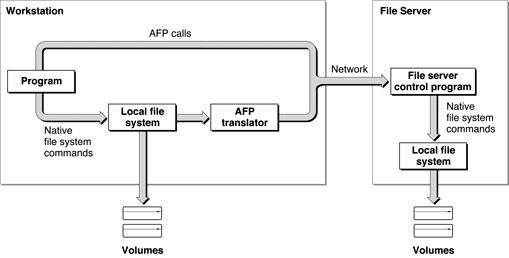 Workstation
File Server
AFP calls
Network
Program
File server
control program
Local file
system
AFP
translator
Native
file system
commands
Native
file system
commands
Local file
system
Volumes
Volumes